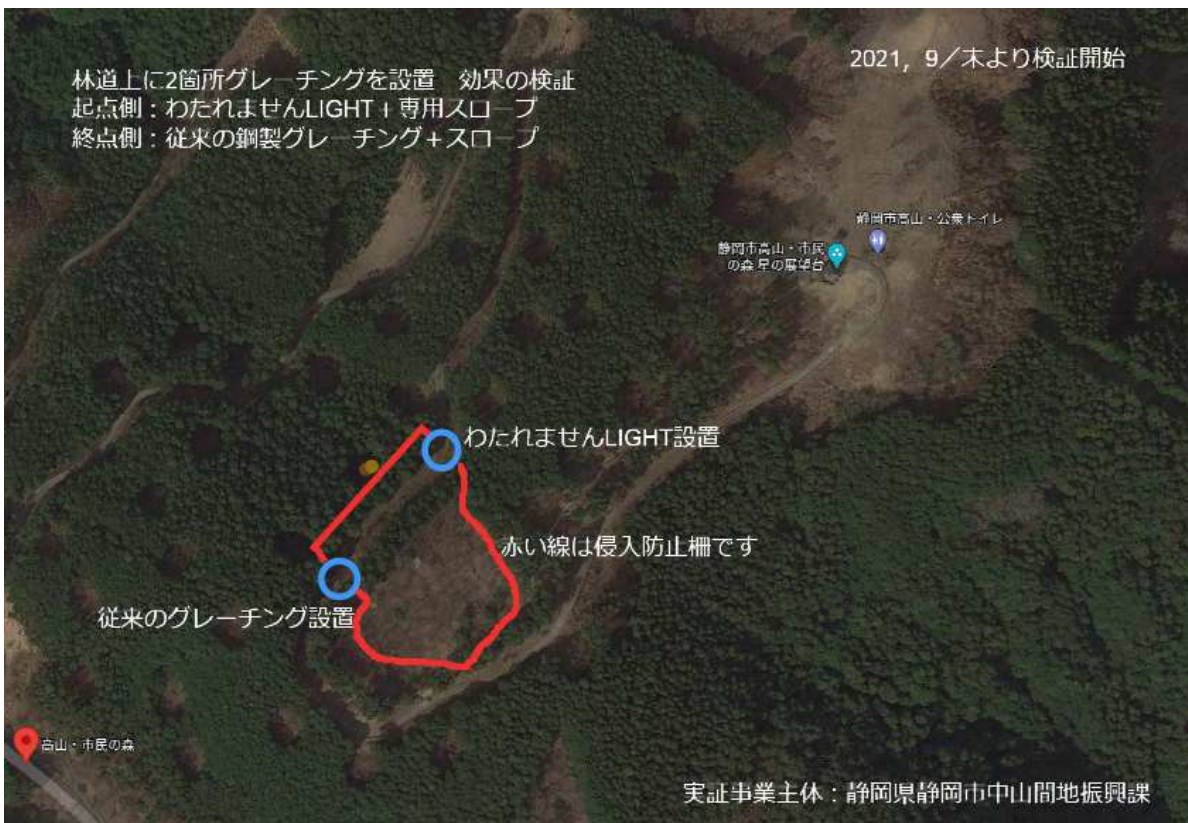 2021，9／末より検証開始
林道上に2箇所グレーチングを設置　効果の検証
起点側：わたれませんLIGHT＋専用スロープ
終点側：従来の鋼製グレーチング＋スロープ
静岡市高山・公衆トイレ
静岡市高山・市民
の森 星の展望台
わたれませんLIGHT設置
赤い線は侵入防止柵です
従来のグレーチング設置
高山・市民の森
実証事業主体：静岡県静岡市中山間地振興課